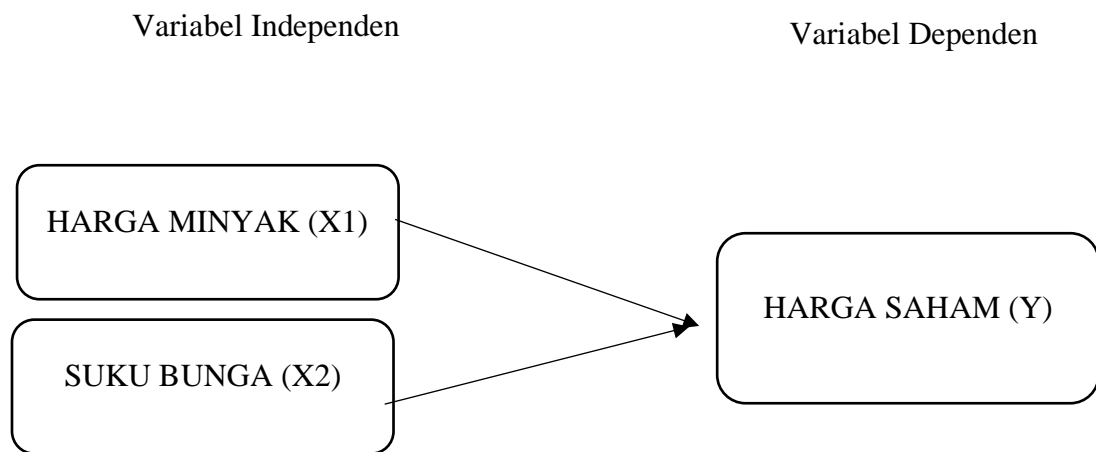 Variabel Independen
Variabel Dependen
HARGA MINYAK (X1)
HARGA SAHAM (Y)
SUKU BUNGA (X2)